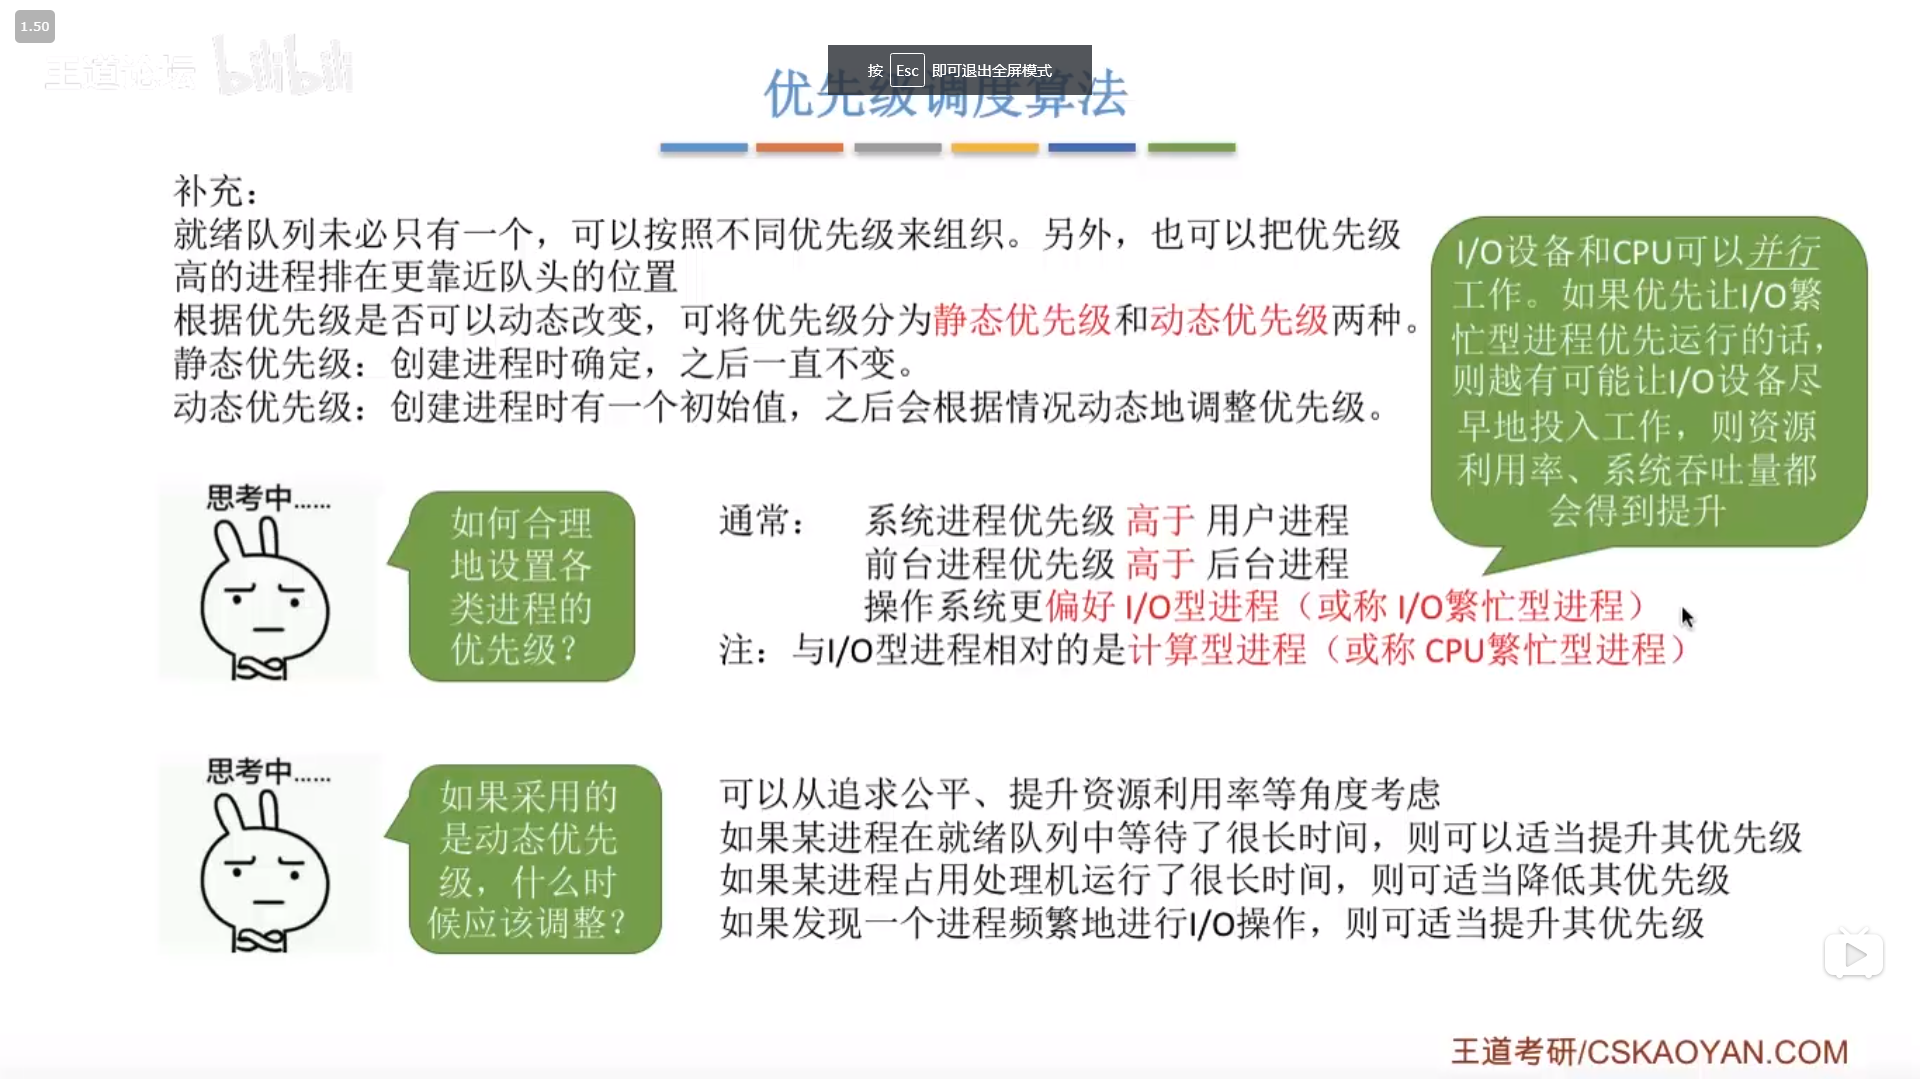 1.50
王道论坛 bilibili
按 Esc 即可退出全屏模式
优先级调度算法
补充：
就绪队列未必只有一个，可以按照不同优先级来组织。另外，也可以把优先级
高的进程排在更靠近队头的位置
根据优先级是否可以动态改变，可将优先级分为静态优先级和动态优先级两种。
静态优先级：创建进程时确定，之后一直不变。
动态优先级：创建进程时有一个初始值，之后会根据情况动态地调整优先级。
I/O设备和CPU可以并行
工作。如果优先让I/O繁
忙型进程优先运行的话，
则越有可能让I/O设备尽
早地投入工作，则资源
利用率、系统吞吐量都
会得到提升
思考中......
如何合理
地设置各
类进程的
优先级？
通常： 系统进程优先级 高于 用户进程
前台进程优先级 高于 后台进程
操作系统更偏好 I/O型进程（或称 I/O繁忙型进程）
注：与I/O型进程相对的是计算型进程（或称 CPU繁忙型进程）
思考中......
如果采用的
是动态优先
级，什么时
候应该调整？
可以从追求公平、提升资源利用率等角度考虑
如果某进程在就绪队列中等待了很长时间，则可以适当提升其优先级
如果某进程占用处理机运行了很长时间，则可适当降低其优先级
如果发现一个进程频繁地进行I/O操作，则可适当提升其优先级
王道考研/CSKAOYAN.COM